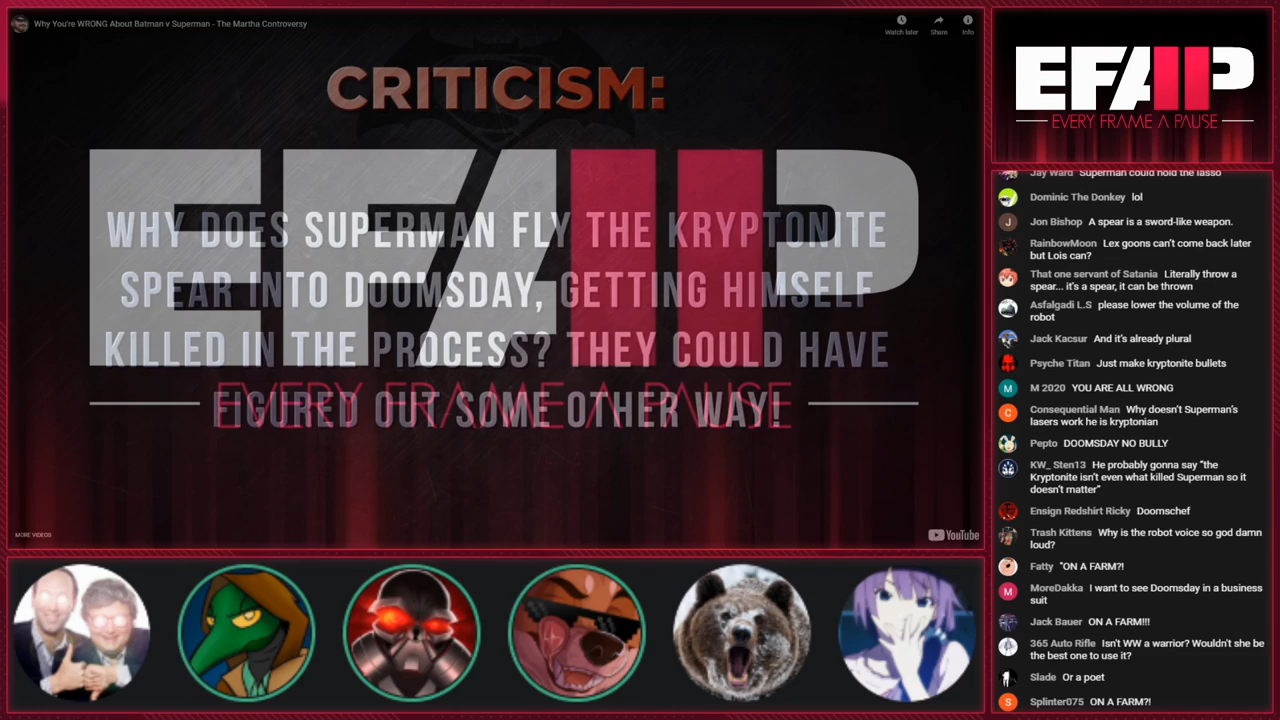 Why You're WRONG About Batman v Superman - The Martha Controversy
Watch later
Share
Info
CRITICISM:
EFAP
WHY DOES SUPERMAN FLY THE KRYPTONITE
SPEAR INTO DOOMSDAY, GETTING HIMSELF
KILLED IN THE PROCESS? THEY COULD HAVE
FIGURED OUT SOME OTHER WAY!
EVERY FRAME A PAUSE
MORE VIDEOS
YouTube
EFAP
EVERY FRAME A PAUSE
Jay Ward Superman could hold the lasso
Dominic The Donkey lol
J
Jon Bishop A spear is a sword-like weapon.
RainbowMoon Lex goons can't come back later
but Lois can?
That one servant of Satania Literally throw a
spear... it's a spear, it can be thrown
Asfalgadi L.S please lower the volume of the
robot
Jack Kacsur And it's already plural
Psyche Titan Just make kryptonite bullets
M
M 2020 YOU ARE ALL WRONG
C
Consequential Man Why doesn't Superman's
lasers work he is kryptonian
Pepto DOOMSDAY NO BULLY
KW_ Sten13 He probably gonna say "the
Kryptonite isn't even what killed Superman so it
doesn't matter"
Ensign Redshirt Ricky Doomschef
Trash Kittens Why is the robot voice so god damn
loud?
Fatty "ON A FARM?!
M
MoreDakka I want to see Doomsday in a business
suit
Jack Bauer ON A FARM!!!
365 Auto Rifle Isn't WW a warrior? Wouldn't she be
the best one to use it?
Slade Or a poet
S
Splinter075 ON A FARM?!